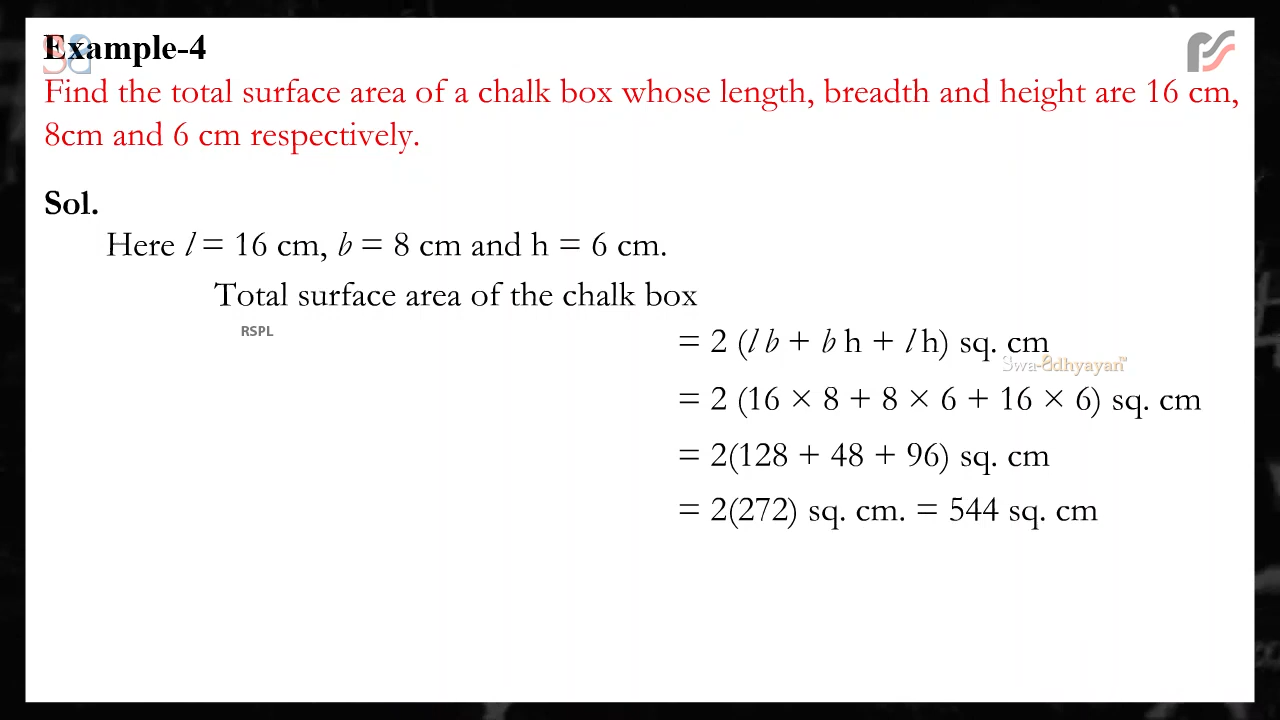 Example-4
Find the total surface area of a chalk box whose length, breadth and height are 16 cm,
8cm and 6 cm respectively.
Sol.
Here l = 16 cm, b = 8 cm and h = 6 cm.
Total surface area of the chalk box
RSPL
= 2 (l b + b h + l h) sq. cm
Swa-adhyayan™
= 2 (16 × 8 + 8 × 6 + 16 × 6) sq. cm
= 2(128 + 48 + 96) sq. cm
= 2(272) sq. cm. = 544 sq. cm